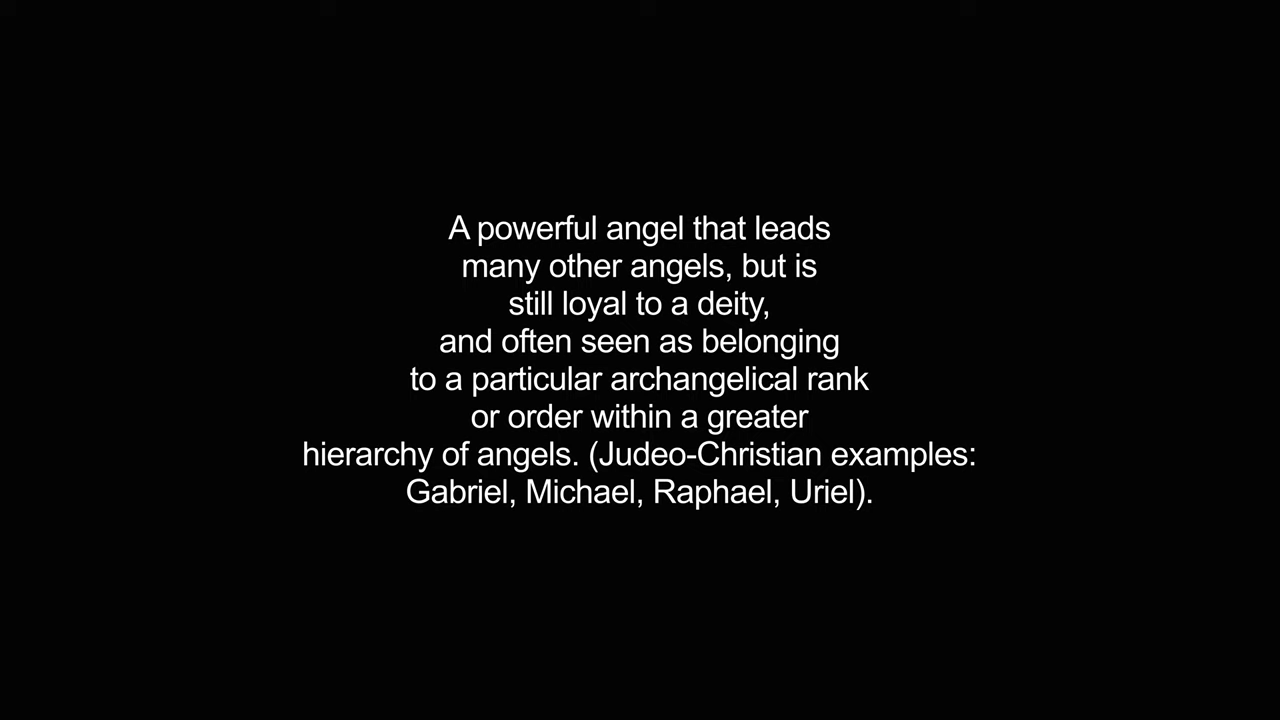 A powerful angel that leads
many other angels, but is
still loyal to a deity,
and often seen as belonging
to a particular archangelical rank
or order within a greater
hierarchy of angels. (Judeo-Christian examples:
Gabriel, Michael, Raphael, Uriel).